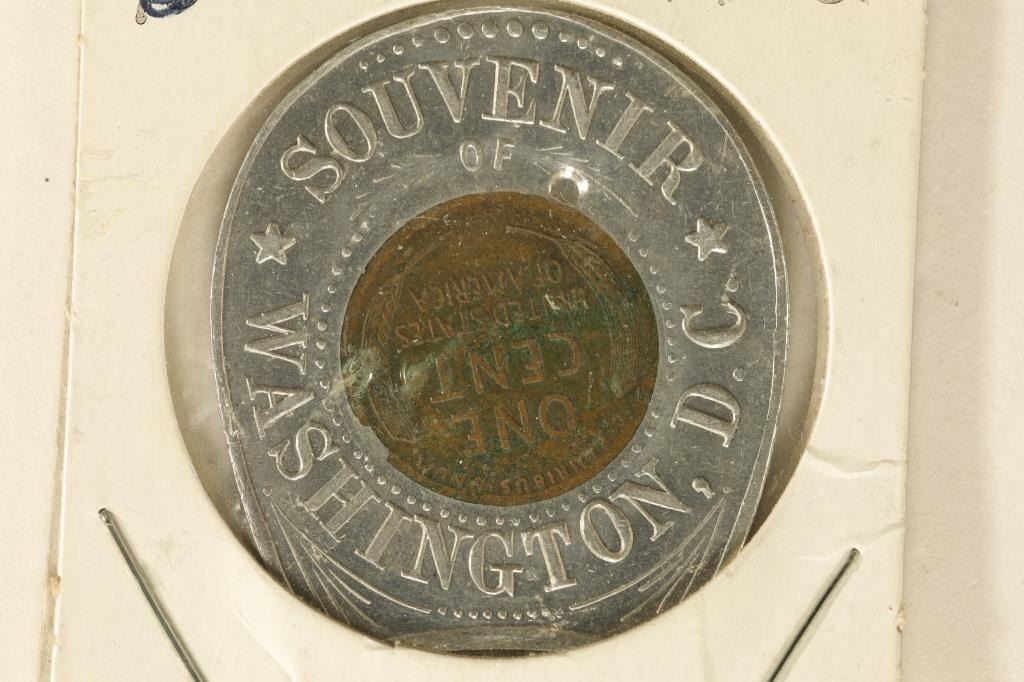 SOUVENIR
OF
WASHINGTON, D.C.
ONE
CENT
UNITED STATES
OF AMERICA